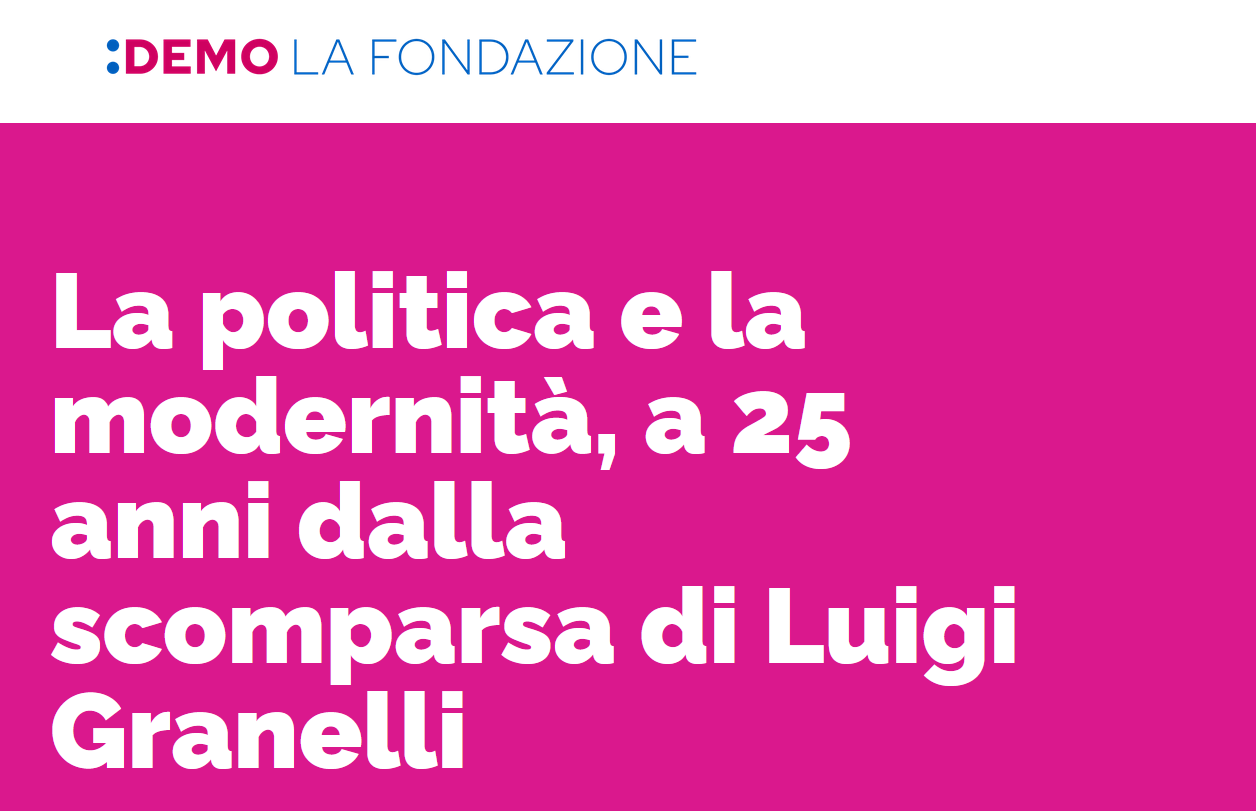 :DEMO LA FONDAZIONE
La politica e la
modernità, a 25
anni dalla
scomparsa di Luigi
Granelli